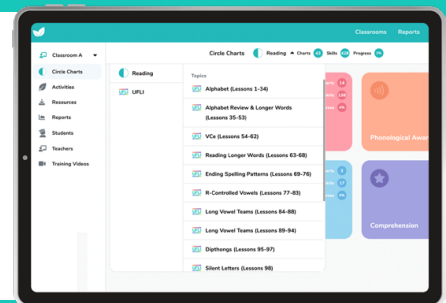 Classrooms Reports
Classroom A
Circle Charts Reading Charts Skills Progress
Circle Charts
Activities
Resources
Reports
Students
Teachers
Training Videos
Reading
UFLI
Topics
Alphabet (Lessons 1-34)
Alphabet Review & Longer Words
(Lessons 35-53)
VCe (Lessons 54-62)
Reading Longer Words (Lessons 63-68)
Ending Spelling Patterns (Lessons 69-76)
R-Controlled Vowels (Lessons 77-83)
Long Vowel Teams (Lessons 84-88)
Long Vowel Teams (Lessons 89-94)
Dipthongs (Lessons 95-97)
Silent Letters (Lessons 98)
Phonological Awar
Comprehension